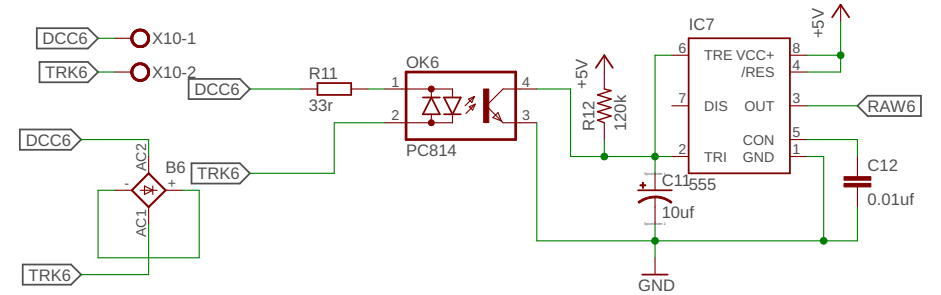 DCC6
X10-1
TRK6
X10-2
DCC6
R11
33r
OK6
1
4
2
3
PC814
TRK6
DCC6
AC2
B6
-
+
AC1
TRK6
+5V
R12
120k
IC7
+5V
6
TRE
VCC+
8
/RES
4
7
DIS
OUT
3
RAW6
CON
5
2
TRI
GND
1
555
+
C11
10uf
C12
0.01uf
GND